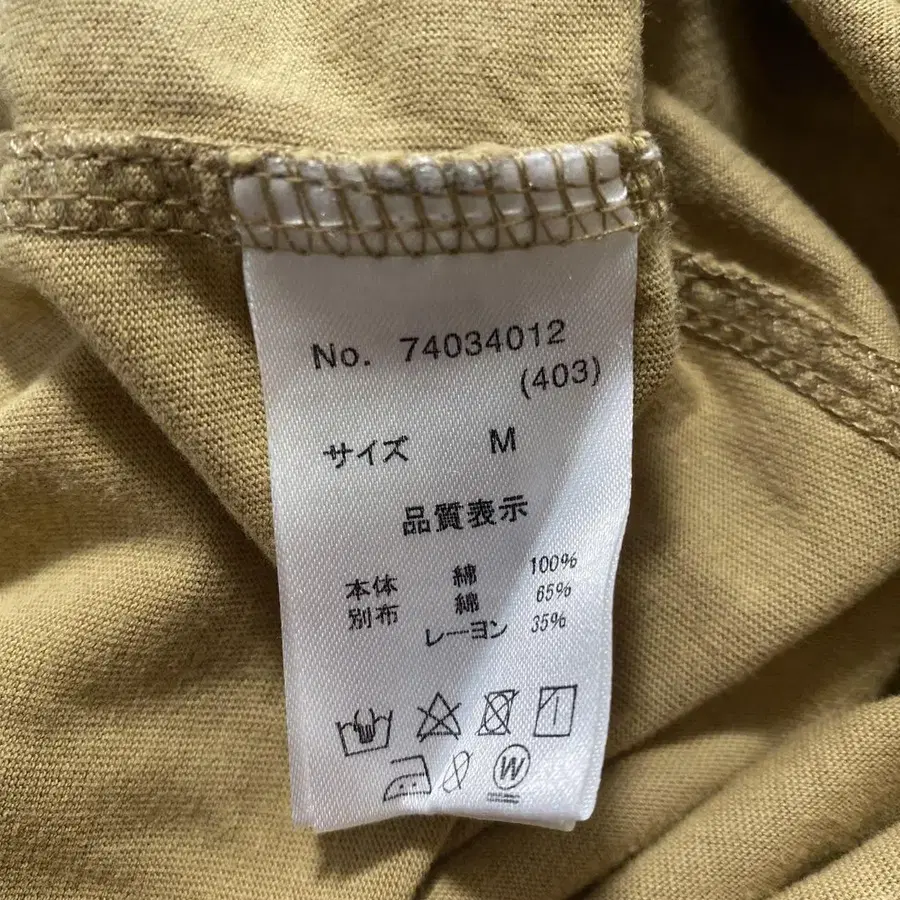 No. 74034012
(403)
サイズ M
品質表示
本体 綿 100%
別布 綿 65%
レーヨン 35%
W